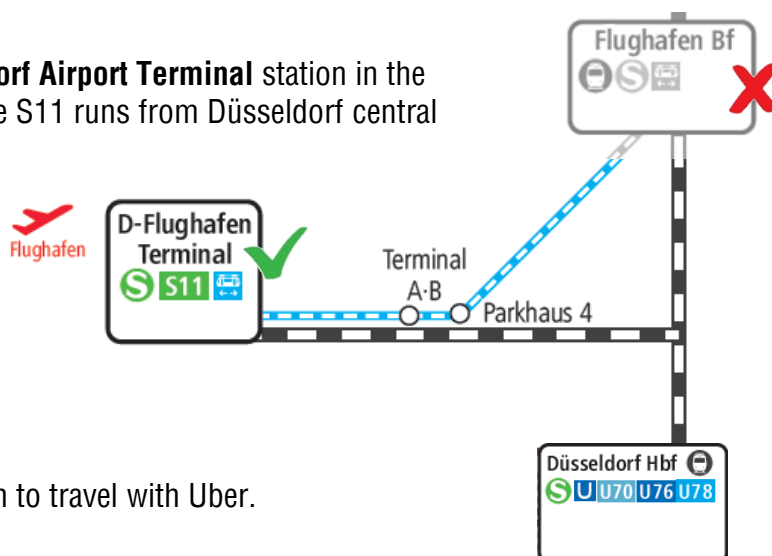 orf Airport Terminal station in the
e S11 runs from Düsseldorf central
Flughafen Bf
S
Flughafen
D-Flughafen
Terminal
S S11
Terminal
A·B
Parkhaus 4
Düsseldorf Hbf
S U U70 U76 U78
n to travel with Uber.